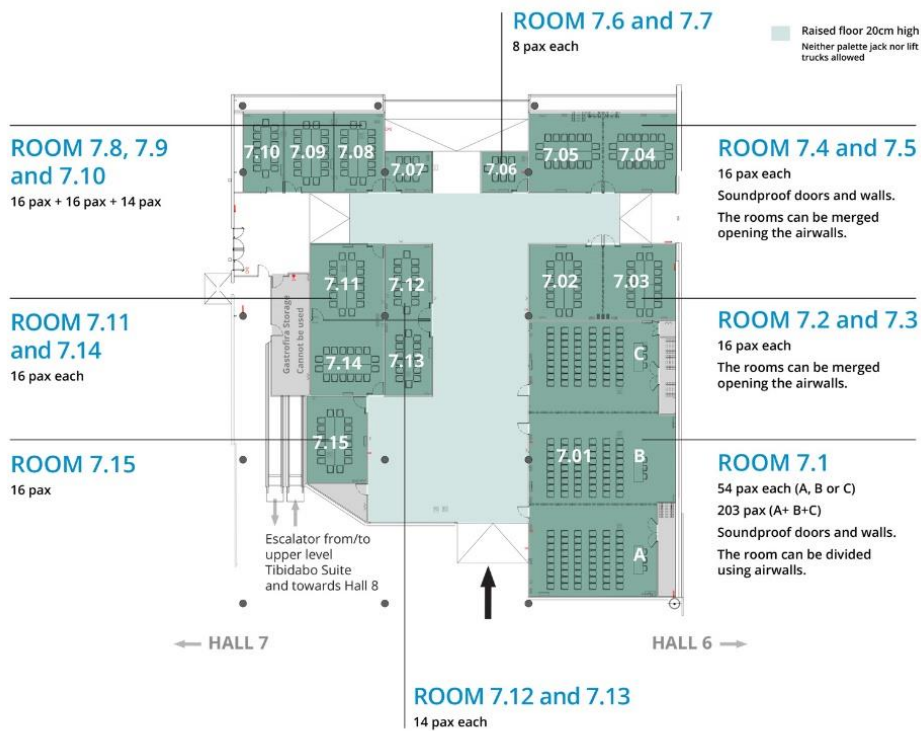 ROOM 7.6 and 7.7
8 pax each
Raised floor 20cm high
Neither palette jack nor lift
trucks allowed
ROOM 7.8, 7.9
and 7.10
16 pax + 16 pax + 14 pax
7.10
7.09
7.08
7.07
7.06
7.05
7.04
ROOM 7.4 and 7.5
16 pax each
Soundproof doors and walls.
The rooms can be merged
opening the airwalls.
7.11
7.12
7.02
7.03
Gastrofira Storage
Cannot be used
ROOM 7.11
and 7.14
16 pax each
7.14
7.13
C
ROOM 7.2 and 7.3
16 pax each
The rooms can be merged
opening the airwalls.
ROOM 7.15
16 pax
7.15
7.01
B
A
ROOM 7.1
54 pax each (A, B or C)
203 pax (A+ B+C)
Soundproof doors and walls.
The room can be divided
using airwalls.
Escalator from/to
upper level
Tibidabo Suite
and towards Hall 8
← HALL 7
HALL 6 →
ROOM 7.12 and 7.13
14 pax each